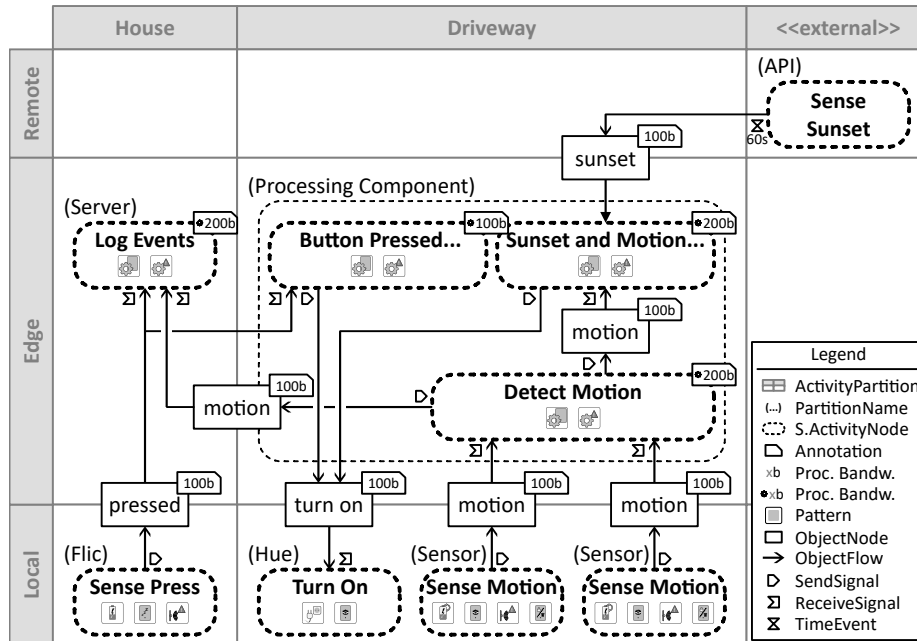 House
Driveway
<<external>>
Remote
(API)
Sense
Sunset
60s
100b
sunset
Edge
(Processing Component)
(Server)
200b
Log Events
100b
Button Pressed...
200b
Sunset and Motion...
100b
motion
200b
Detect Motion
100b
motion
100b
pressed
100b
turn on
100b
motion
100b
motion
Local
(Flic)
Sense Press
(Hue)
Turn On
(Sensor)
Sense Motion
(Sensor)
Sense Motion
Legend
ActivityPartition
(...) PartitionName
S.ActivityNode
Annotation
xb Proc. Bandw.
xb Proc. Bandw.
Pattern
ObjectNode
ObjectFlow
SendSignal
ReceiveSignal
TimeEvent